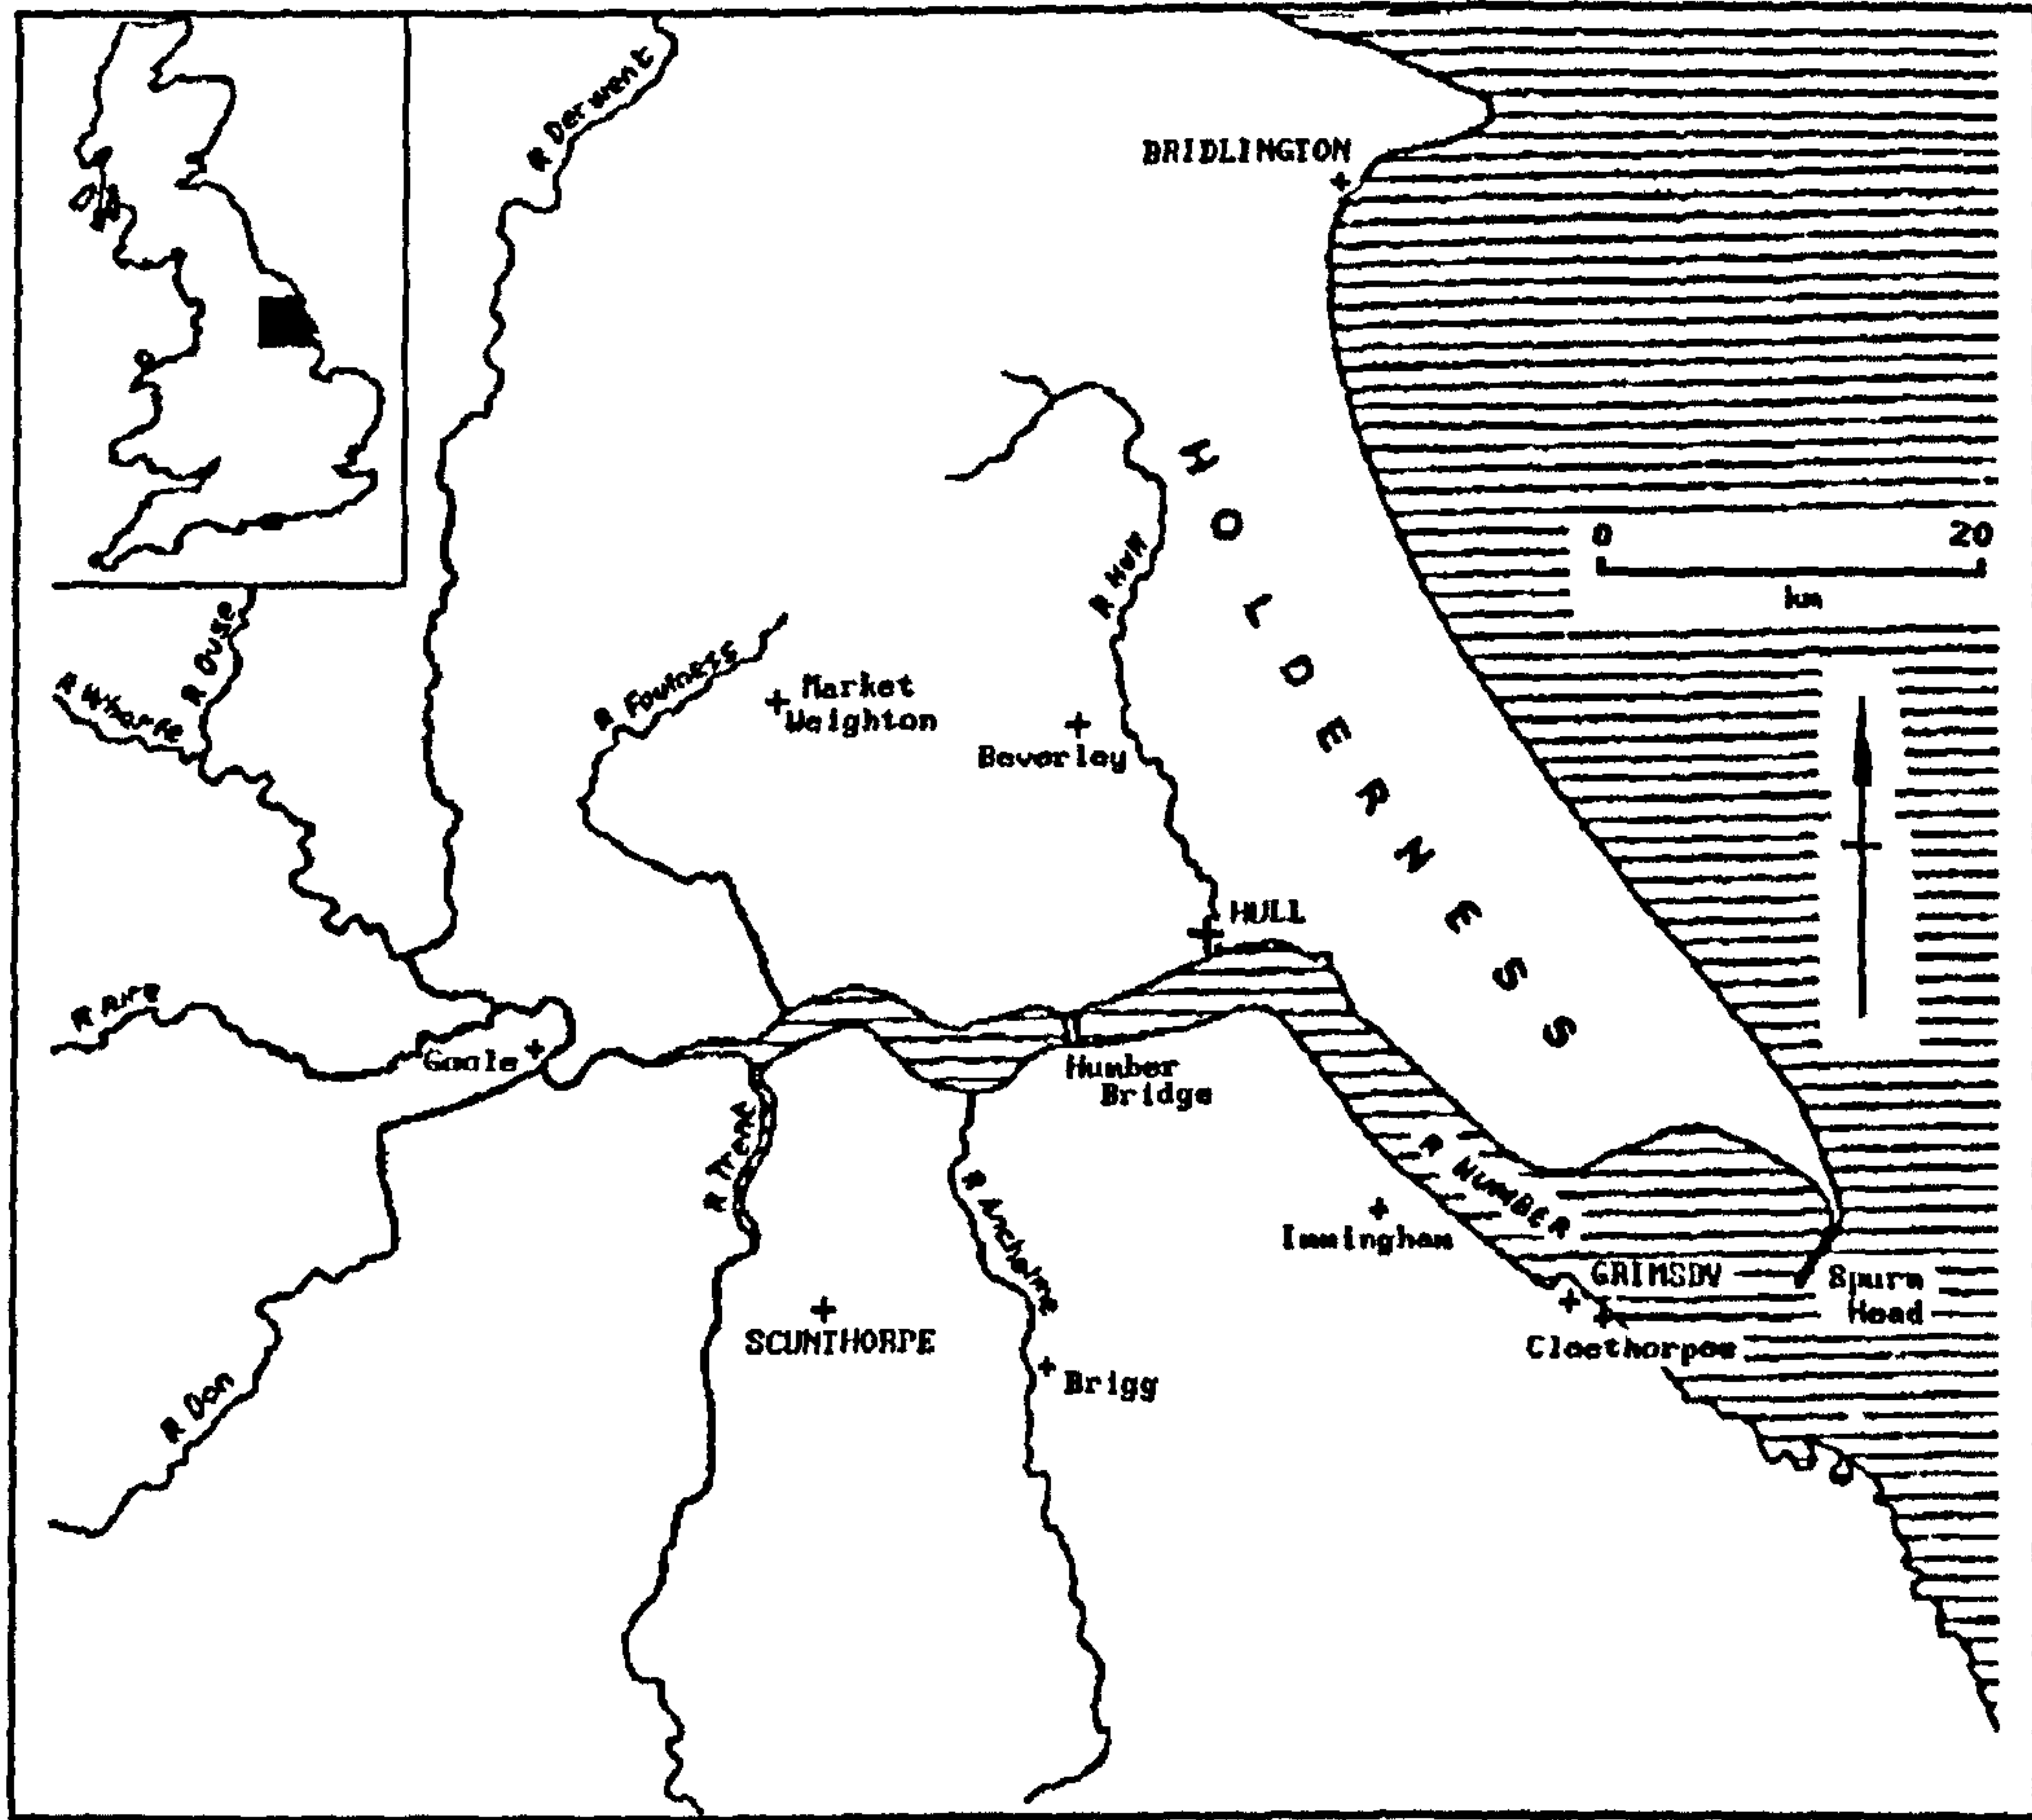 R Derwent
BRIDLINGTON
0 20
km
R Hull
R Ouse
R Wharfe
R Foulness
Market
Weighton
Beverley
HOLDERNESS
HULL
R Aire
Goole
Humber
Bridge
R Trent
R Ancholme
R HUMBER
Immingham
GRIMSBY
Spurn
Head
Cleethorpes
SCUNTHORPE
Brigg
R Don